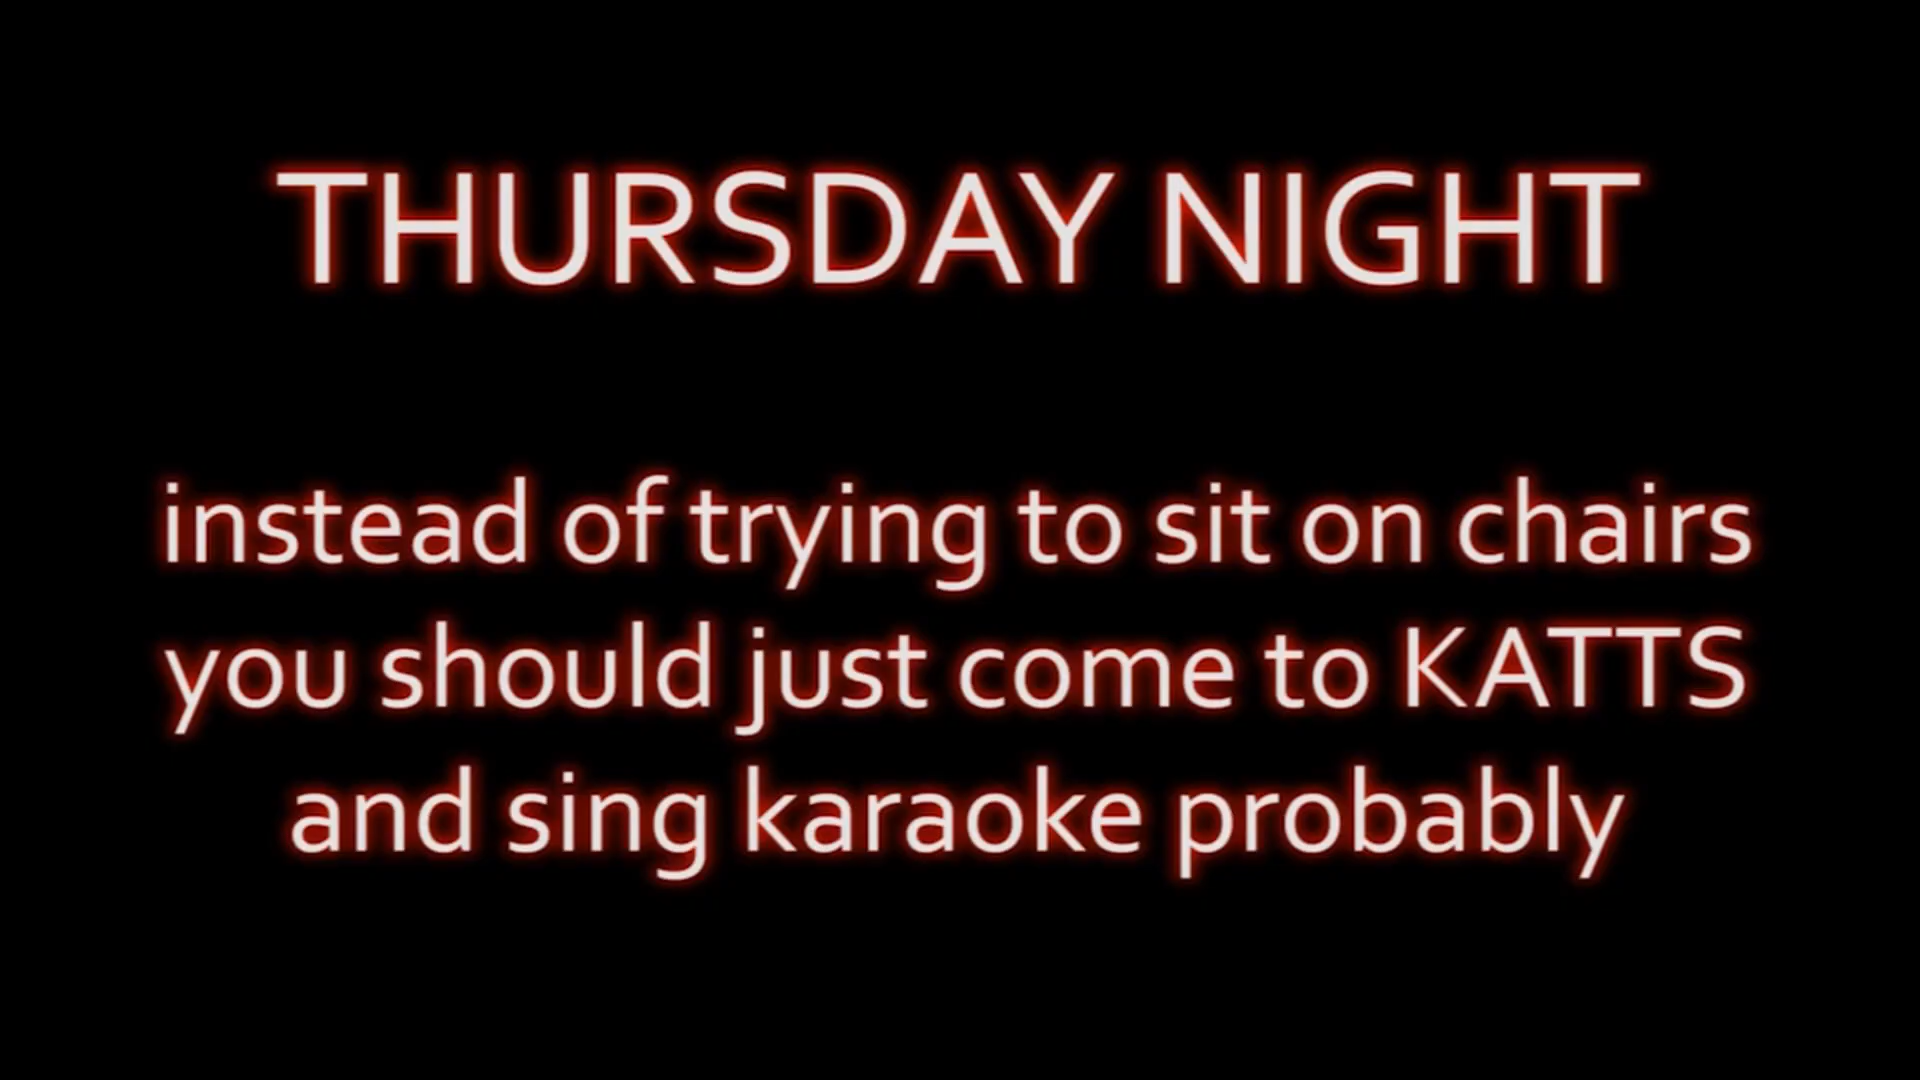 THURSDAY NIGHT
instead of trying to sit on chairs
you should just come to KATTS
and sing karaoke probably